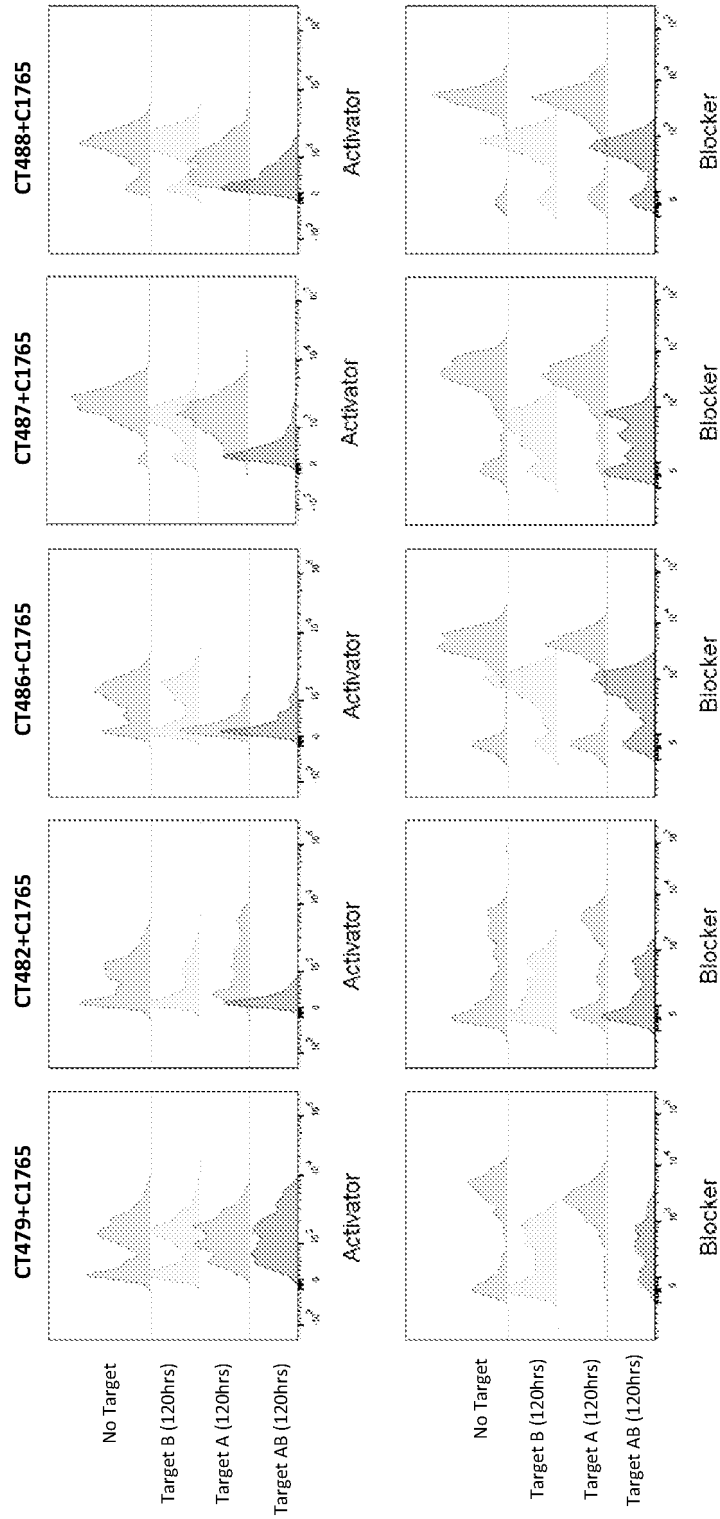 CT479+C1765
CT482+C1765
CT486+C1765
CT487+C1765
CT488+C1765
No Target
Target B (120hrs)
Target A (120hrs)
Target AB (120hrs)
Activator
Activator
Activator
Activator
Activator
No Target
Target B (120hrs)
Target A (120hrs)
Target AB (120hrs)
Blocker
Blocker
Blocker
Blocker
Blocker